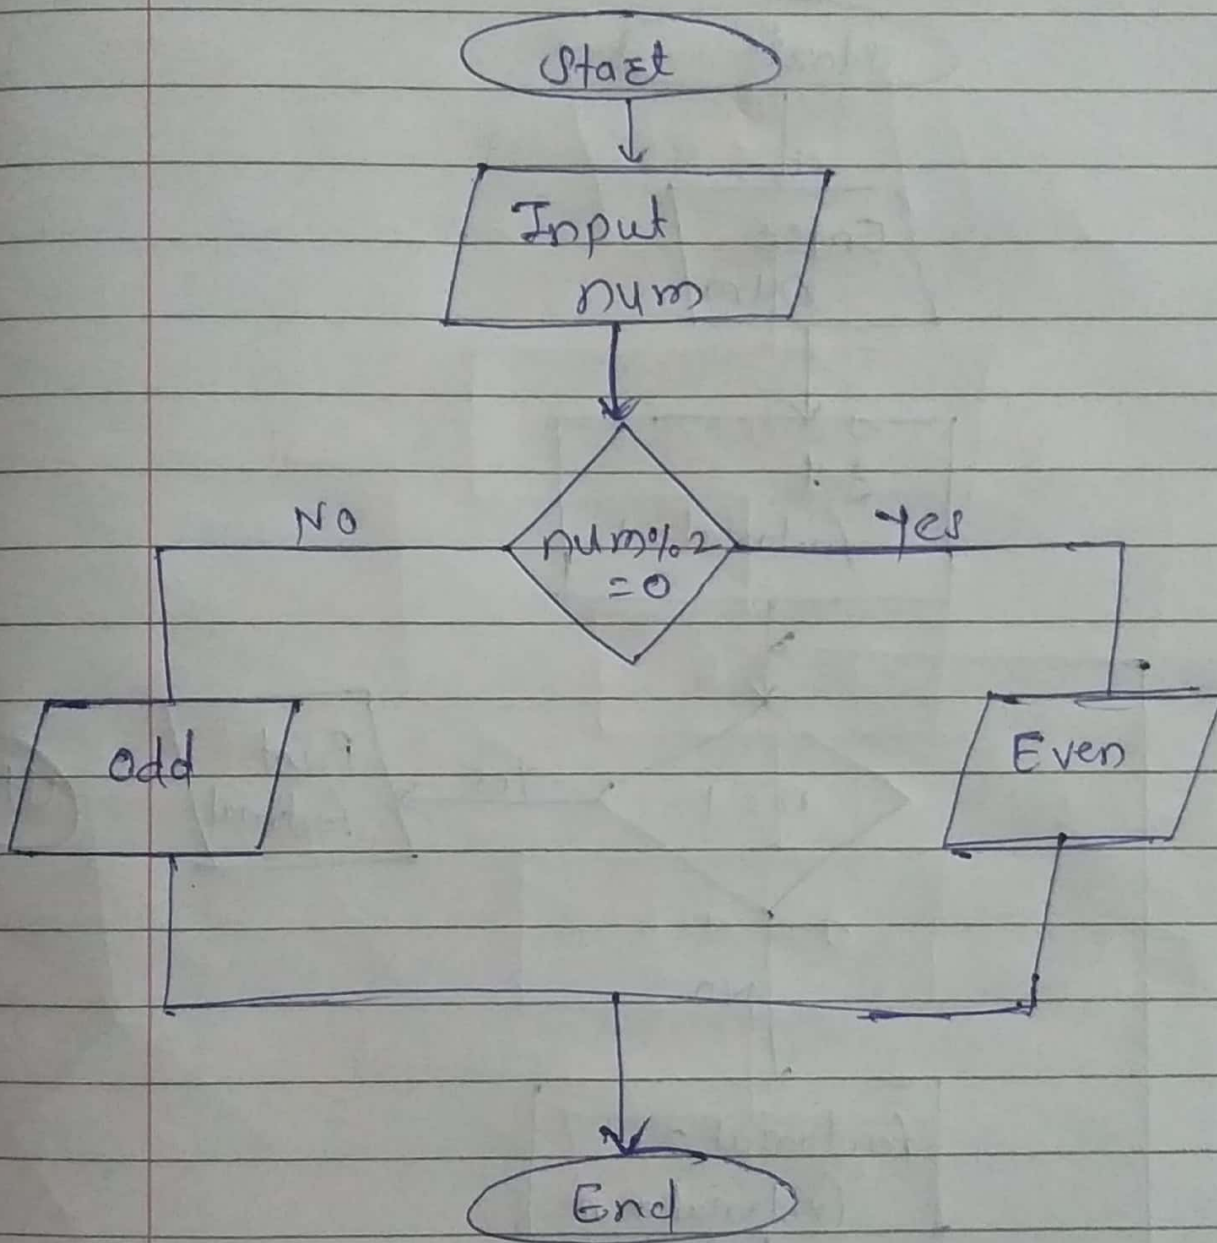 Start
Input
num
num%2
=0
No
Yes
Odd
Even
End